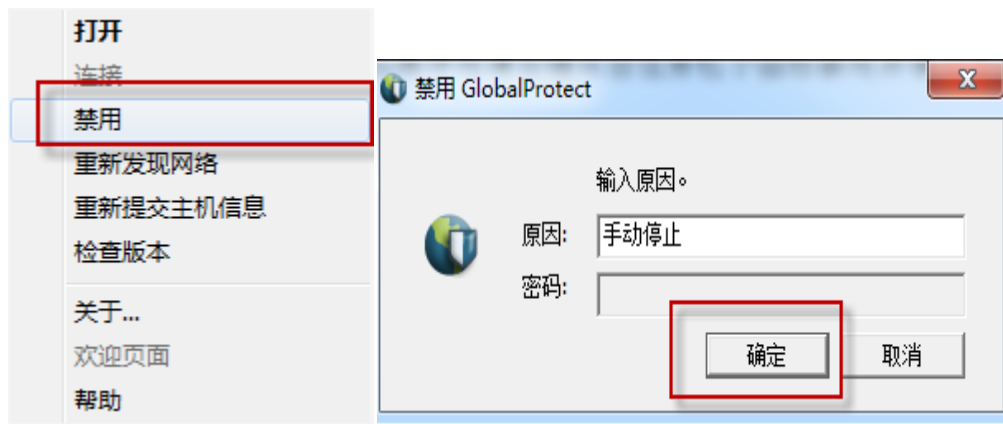 打开
连接
禁用
重新发现网络
重新提交主机信息
检查版本
关于...
欢迎页面
帮助
禁用 GlobalProtect
输入原因。
原因: 手动停止
密码:
确定 取消